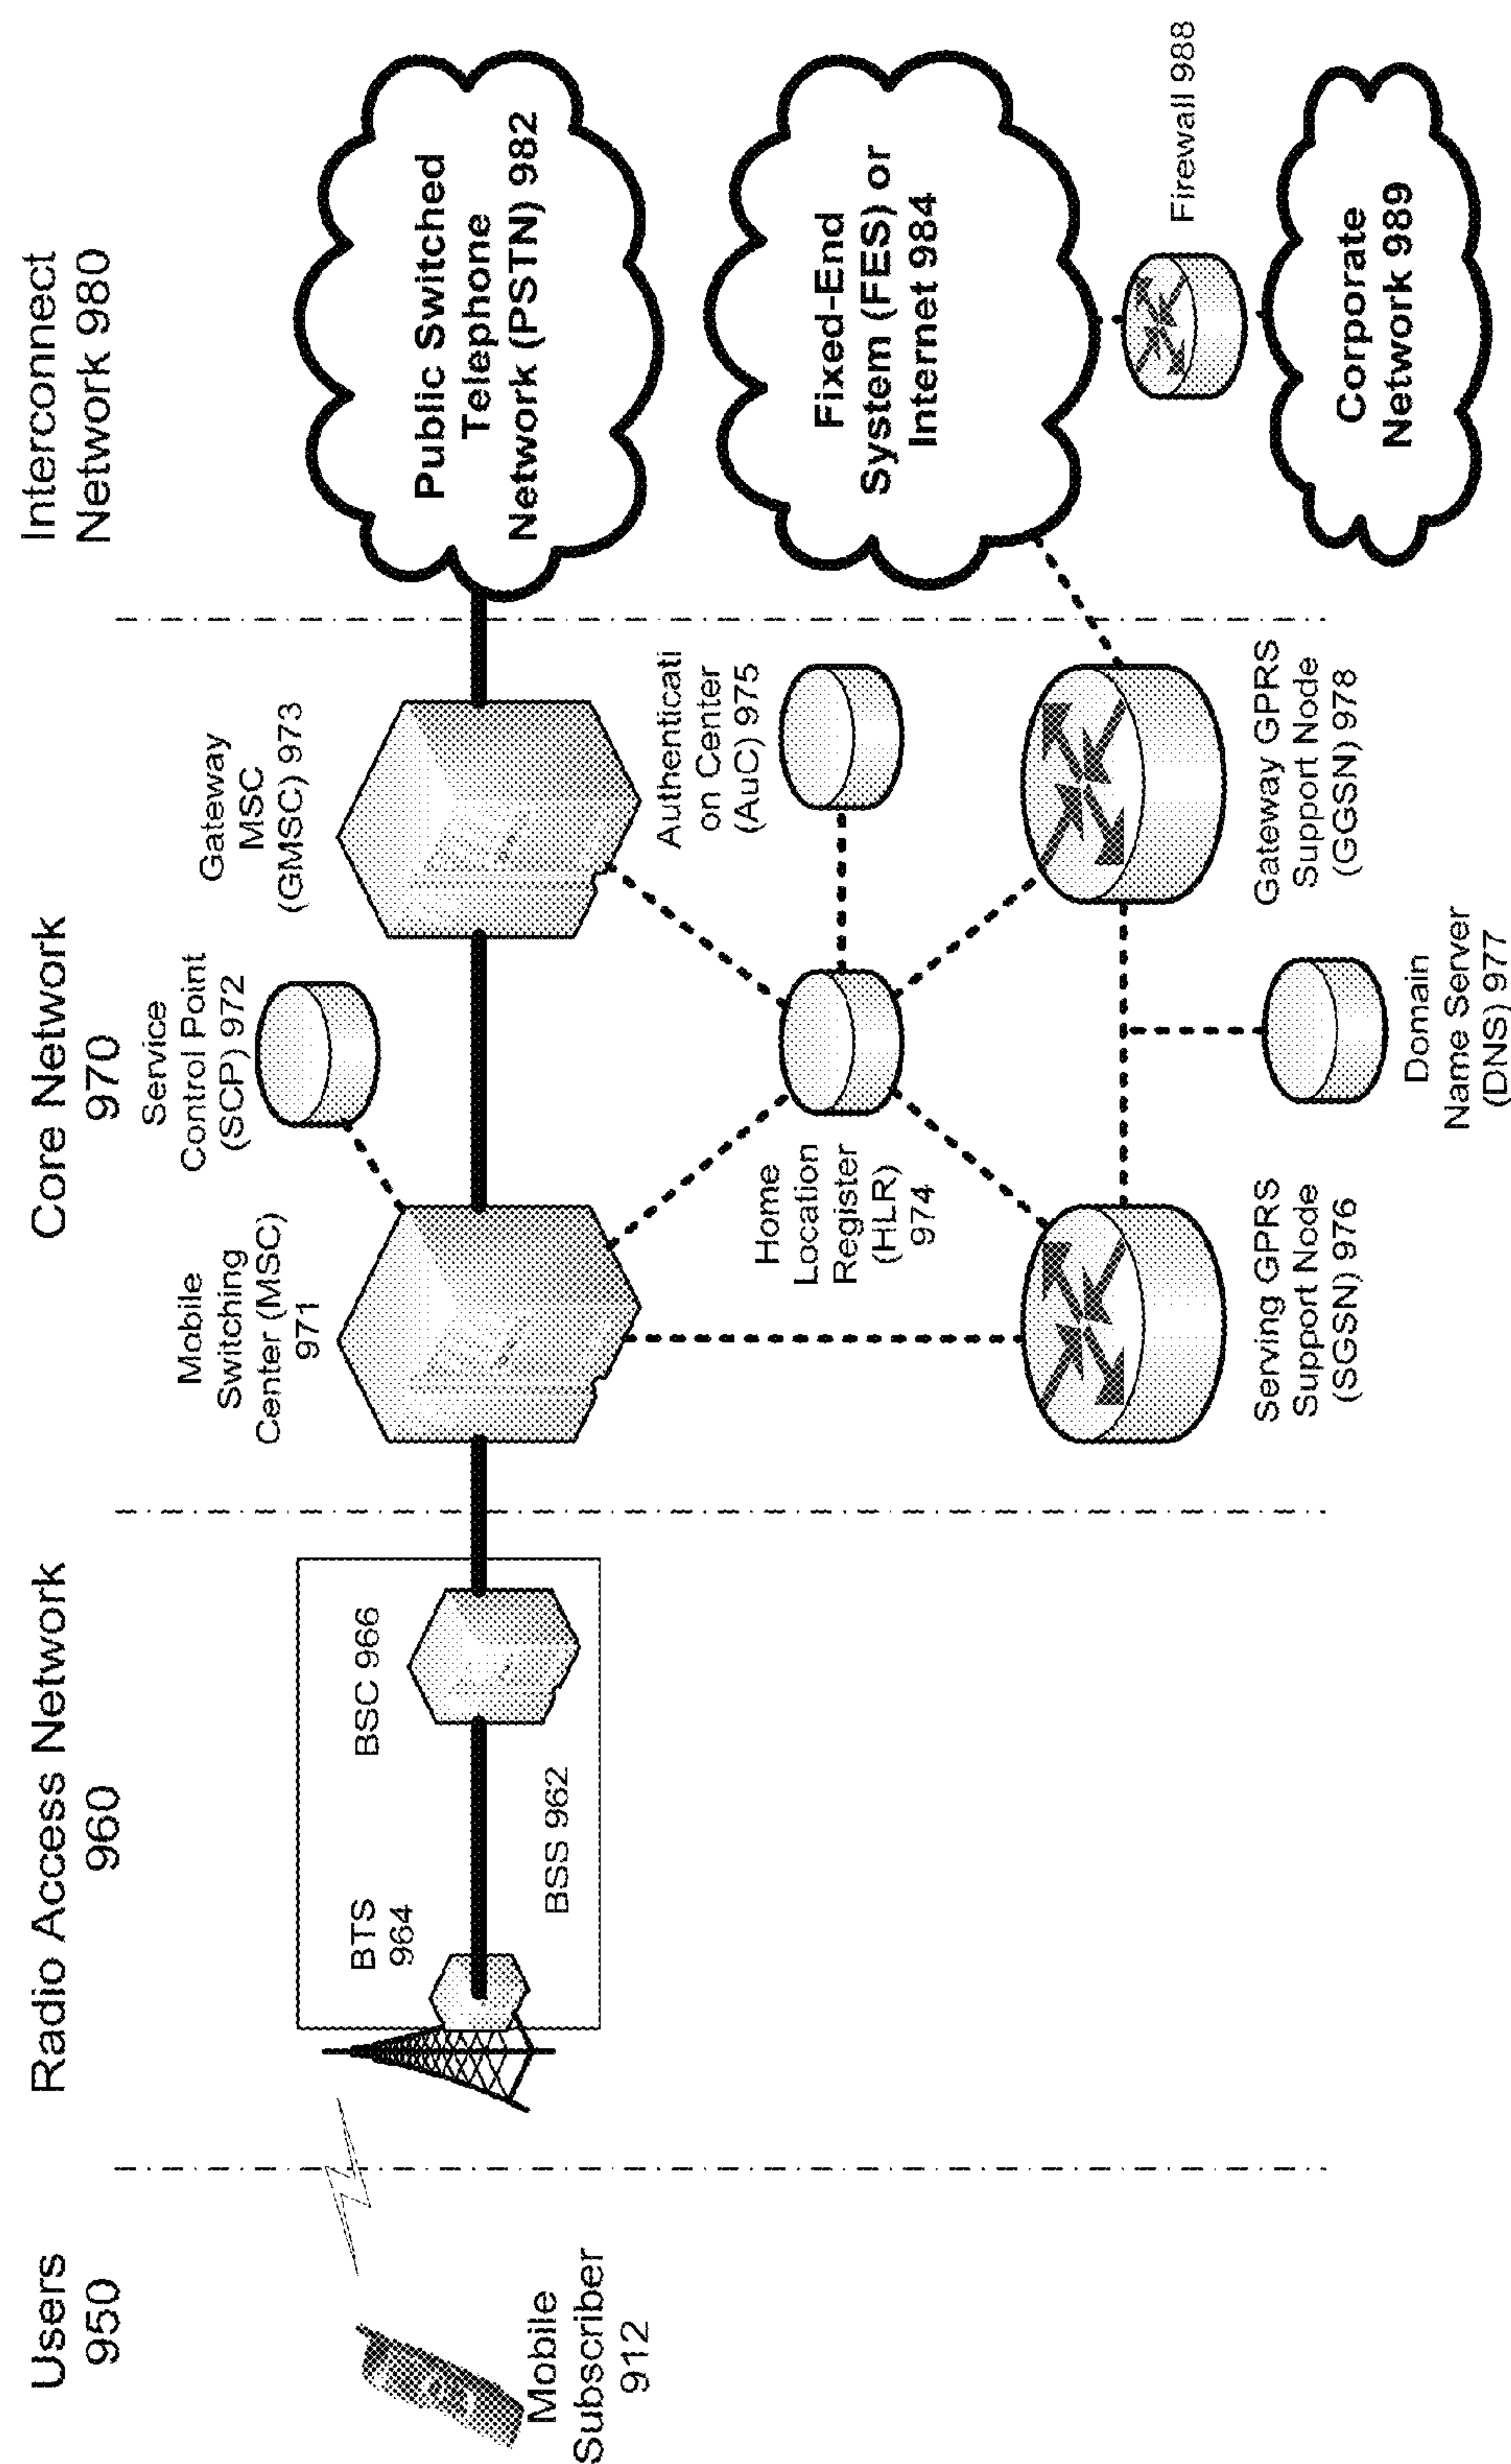 Users
950
Radio Access Network
960
Core Network
970
Interconnect
Network 980
Mobile
Subscriber
912
BTS
964
BSC 966
BSS 962
Mobile
Switching
Center (MSC)
971
Service
Control Point
(SCP) 972
Gateway
MSC
(GMSC) 973
Home
Location
Register
(HLR)
974
Authenticati
on Center
(AuC) 975
Serving GPRS
Support Node
(SGSN) 976
Domain
Name Server
(DNS) 977
Gateway GPRS
Support Node
(GGSN) 978
Public Switched
Telephone
Network (PSTN) 982
Fixed-End
System (FES) or
Internet 984
Firewall 988
Corporate
Network 989